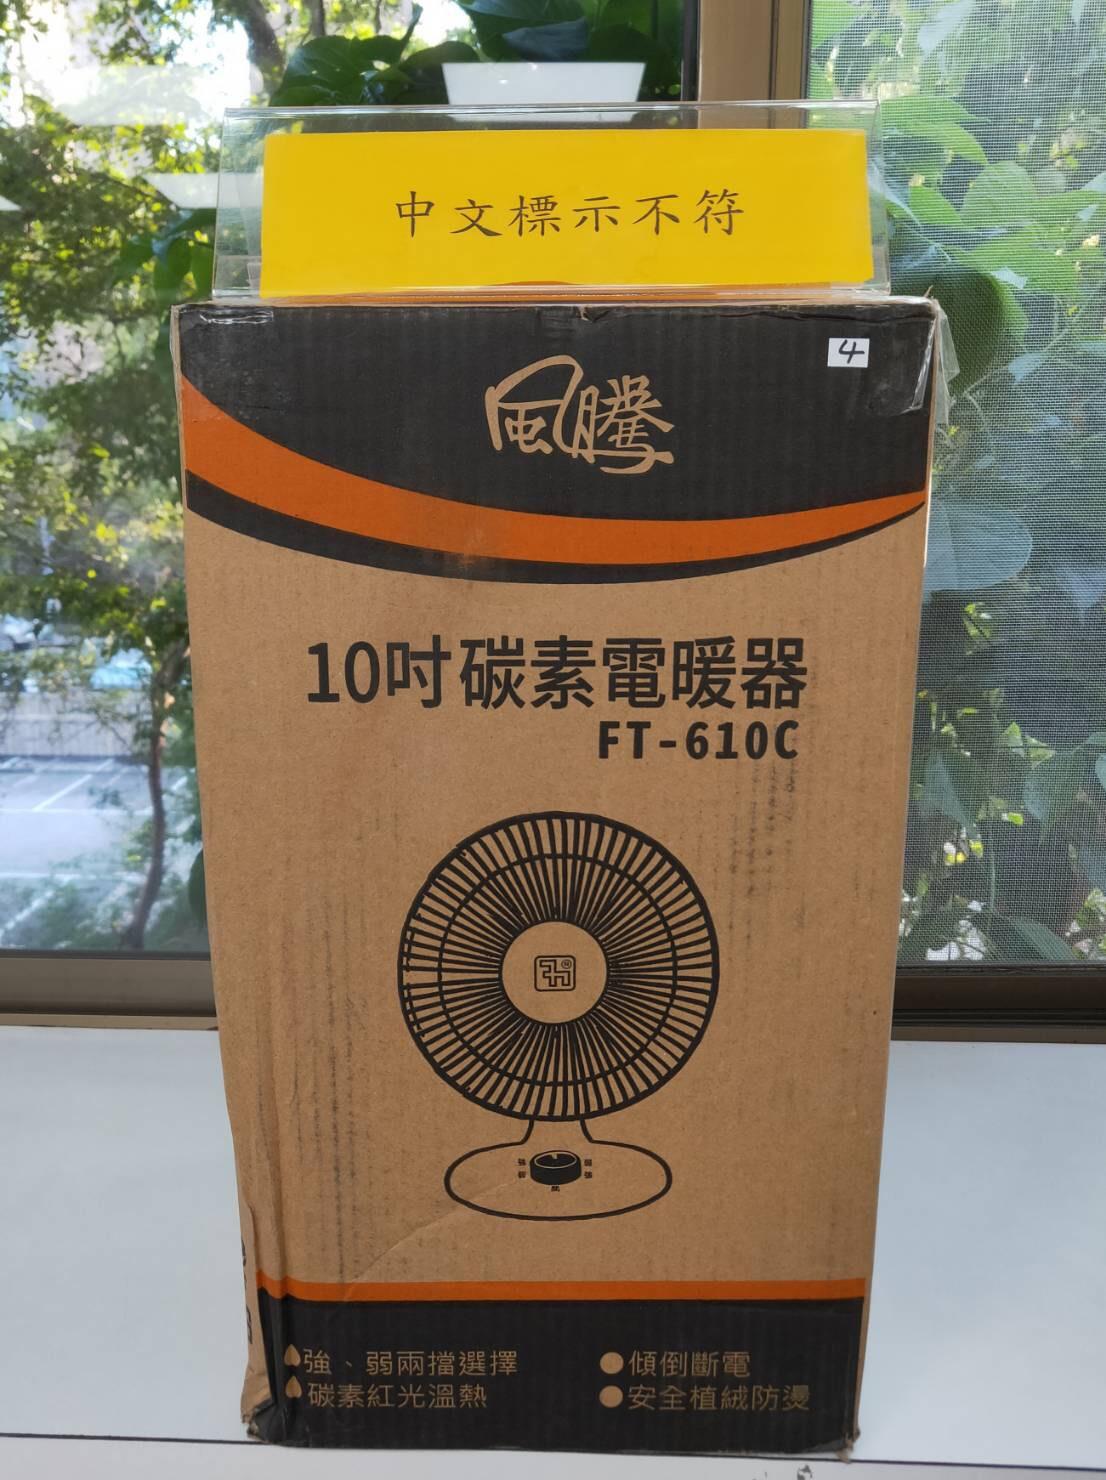 中文標示不符
4
風騰
10吋碳素電暖器
FT-610C
強、弱兩擋選擇
碳素紅光溫熱
傾倒斷電
安全植絨防燙